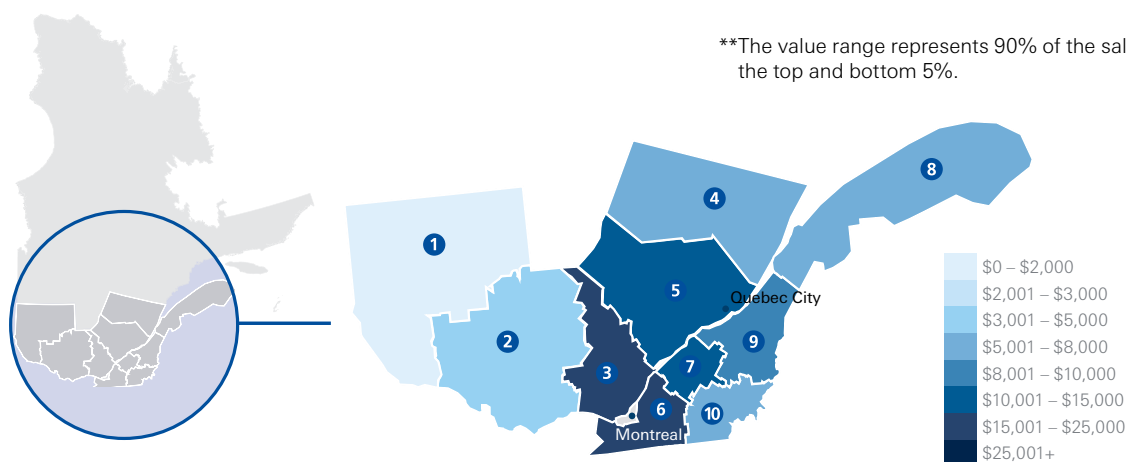 **The value range represents 90% of the sal
the top and bottom 5%.
8
4
1
5
Quebec City
2
9
7
3
6
10
Montreal
$0 – $2,000
$2,001 – $3,000
$3,001 – $5,000
$5,001 – $8,000
$8,001 – $10,000
$10,001 – $15,000
$15,001 – $25,000
$25,001+